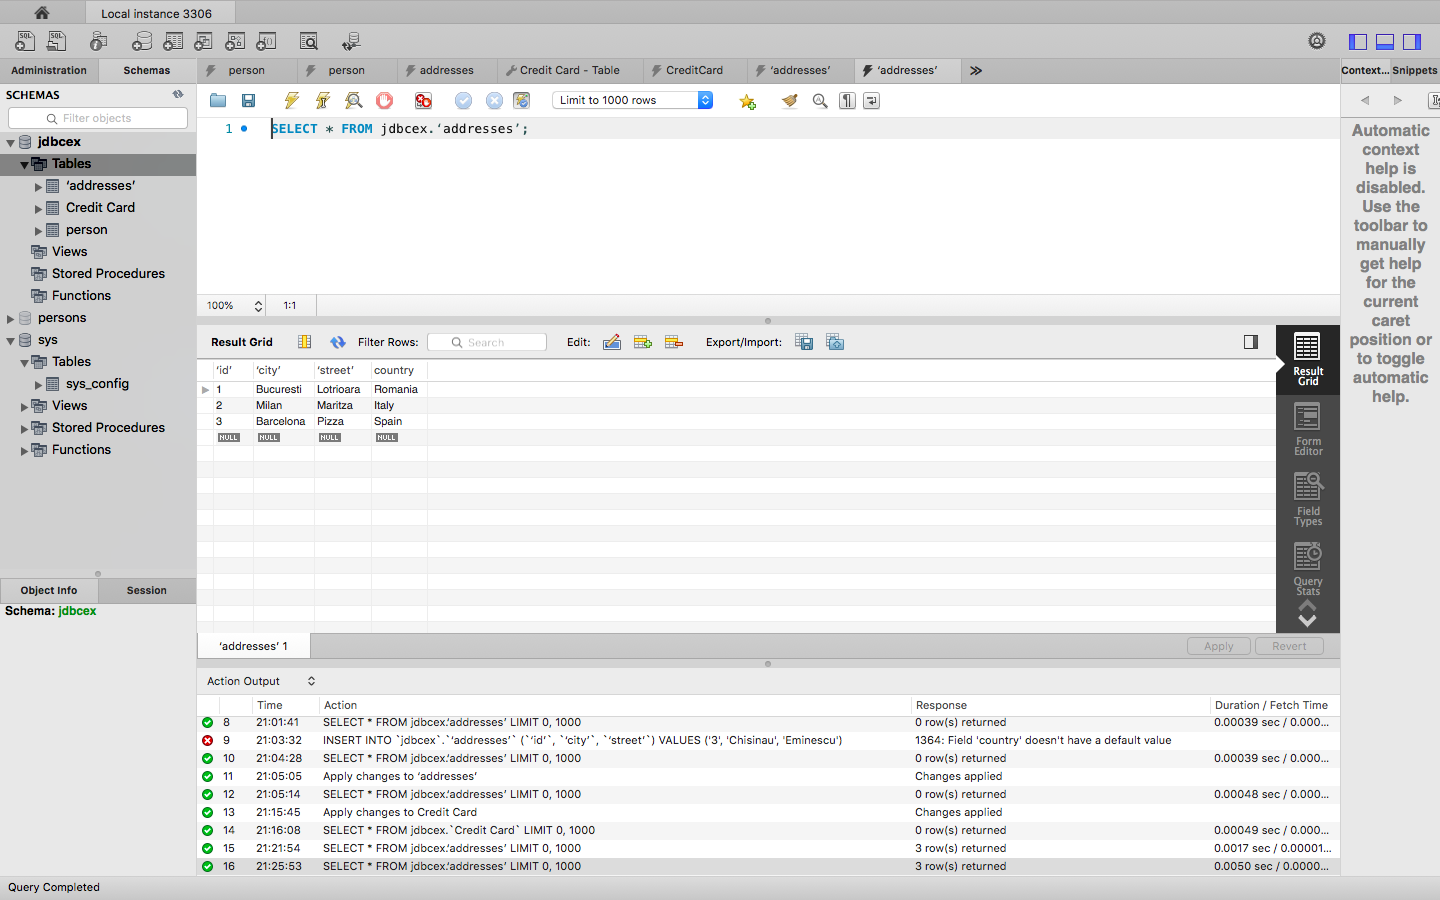 Local instance 3306
Administration Schemas person person addresses Credit Card - Table CreditCard ‘addresses’ ‘addresses’ Context... Snippets
SCHEMAS
Filter objects
jdbcex
Tables
‘addresses’
Credit Card
person
Views
Stored Procedures
Functions
persons
sys
Tables
sys_config
Views
Stored Procedures
Functions
Object Info Session
Schema: jdbcex
Limit to 1000 rows
1 SELECT * FROM jdbcex.‘addresses’;
100% 1:1
Result Grid Filter Rows: Search Edit: Export/Import:
‘id’ ‘city’ ‘street’ country
1 Bucuresti Lotrioara Romania
2 Milan Maritza Italy
3 Barcelona Pizza Spain
NULL NULL NULL NULL
Result
Grid
Form
Editor
Field
Types
Query
Stats
‘addresses’ 1 Apply Revert
Automatic
context
help is
disabled.
Use the
toolbar to
manually
get help
for the
current
caret
position or
to toggle
automatic
help.
Action Output
Time Action Response Duration / Fetch Time
8 21:01:41 SELECT * FROM jdbcex.‘addresses’ LIMIT 0, 1000 0 row(s) returned 0.00039 sec / 0.000...
9 21:03:32 INSERT INTO `jdbcex`.`‘addresses’` (`‘id’`, `‘city’`, `‘street’`) VALUES ('3', 'Chisinau', 'Eminescu') 1364: Field 'country' doesn't have a default value
10 21:04:28 SELECT * FROM jdbcex.‘addresses’ LIMIT 0, 1000 0 row(s) returned 0.00039 sec / 0.000...
11 21:05:05 Apply changes to ‘addresses’ Changes applied
12 21:05:14 SELECT * FROM jdbcex.‘addresses’ LIMIT 0, 1000 0 row(s) returned 0.00048 sec / 0.000...
13 21:15:45 Apply changes to Credit Card Changes applied
14 21:16:08 SELECT * FROM jdbcex.`Credit Card` LIMIT 0, 1000 0 row(s) returned 0.00049 sec / 0.000...
15 21:21:54 SELECT * FROM jdbcex.‘addresses’ LIMIT 0, 1000 3 row(s) returned 0.0017 sec / 0.00001...
16 21:25:53 SELECT * FROM jdbcex.‘addresses’ LIMIT 0, 1000 3 row(s) returned 0.0050 sec / 0.0000...
Query Completed